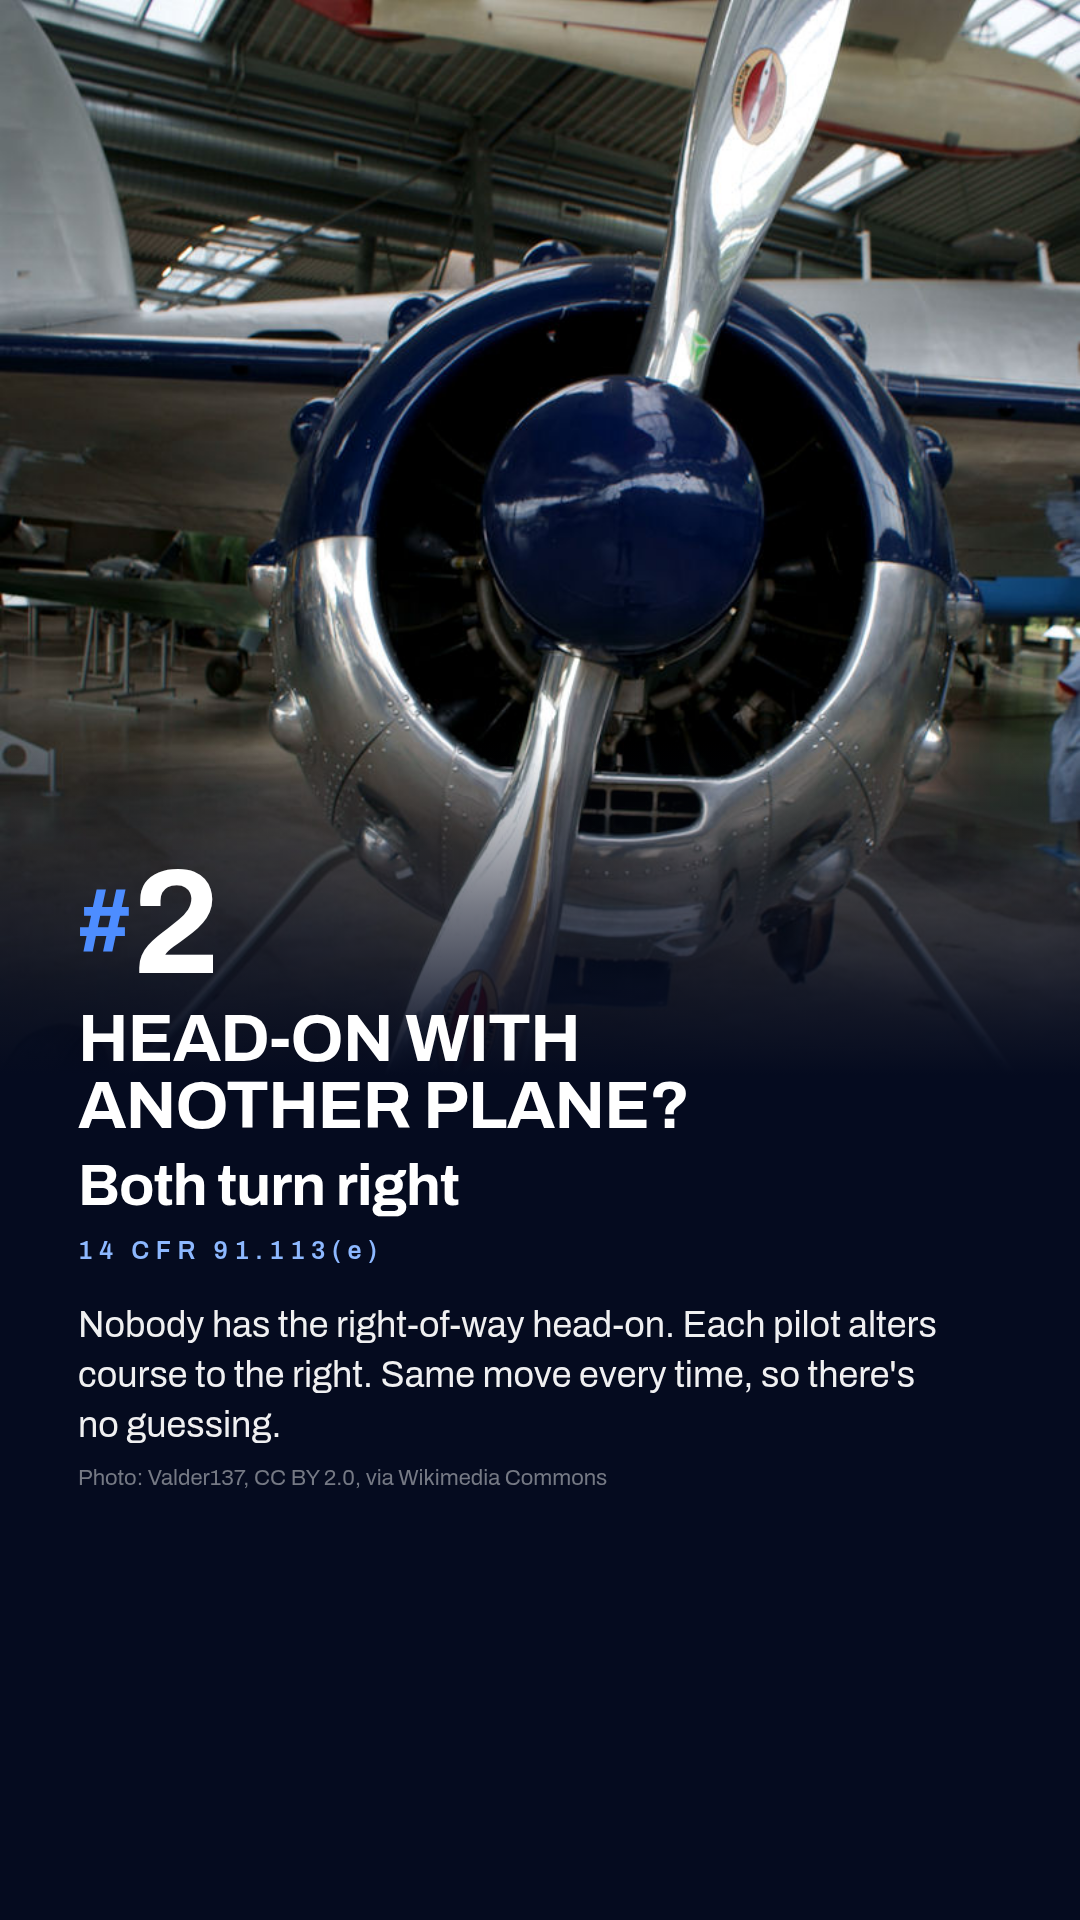 #2
HEAD-ON WITH
ANOTHER PLANE?
Both turn right
14 CFR 91.113(e)
Nobody has the right-of-way head-on. Each pilot alters
course to the right. Same move every time, so there's
no guessing.
Photo: Valder137, CC BY 2.0, via Wikimedia Commons